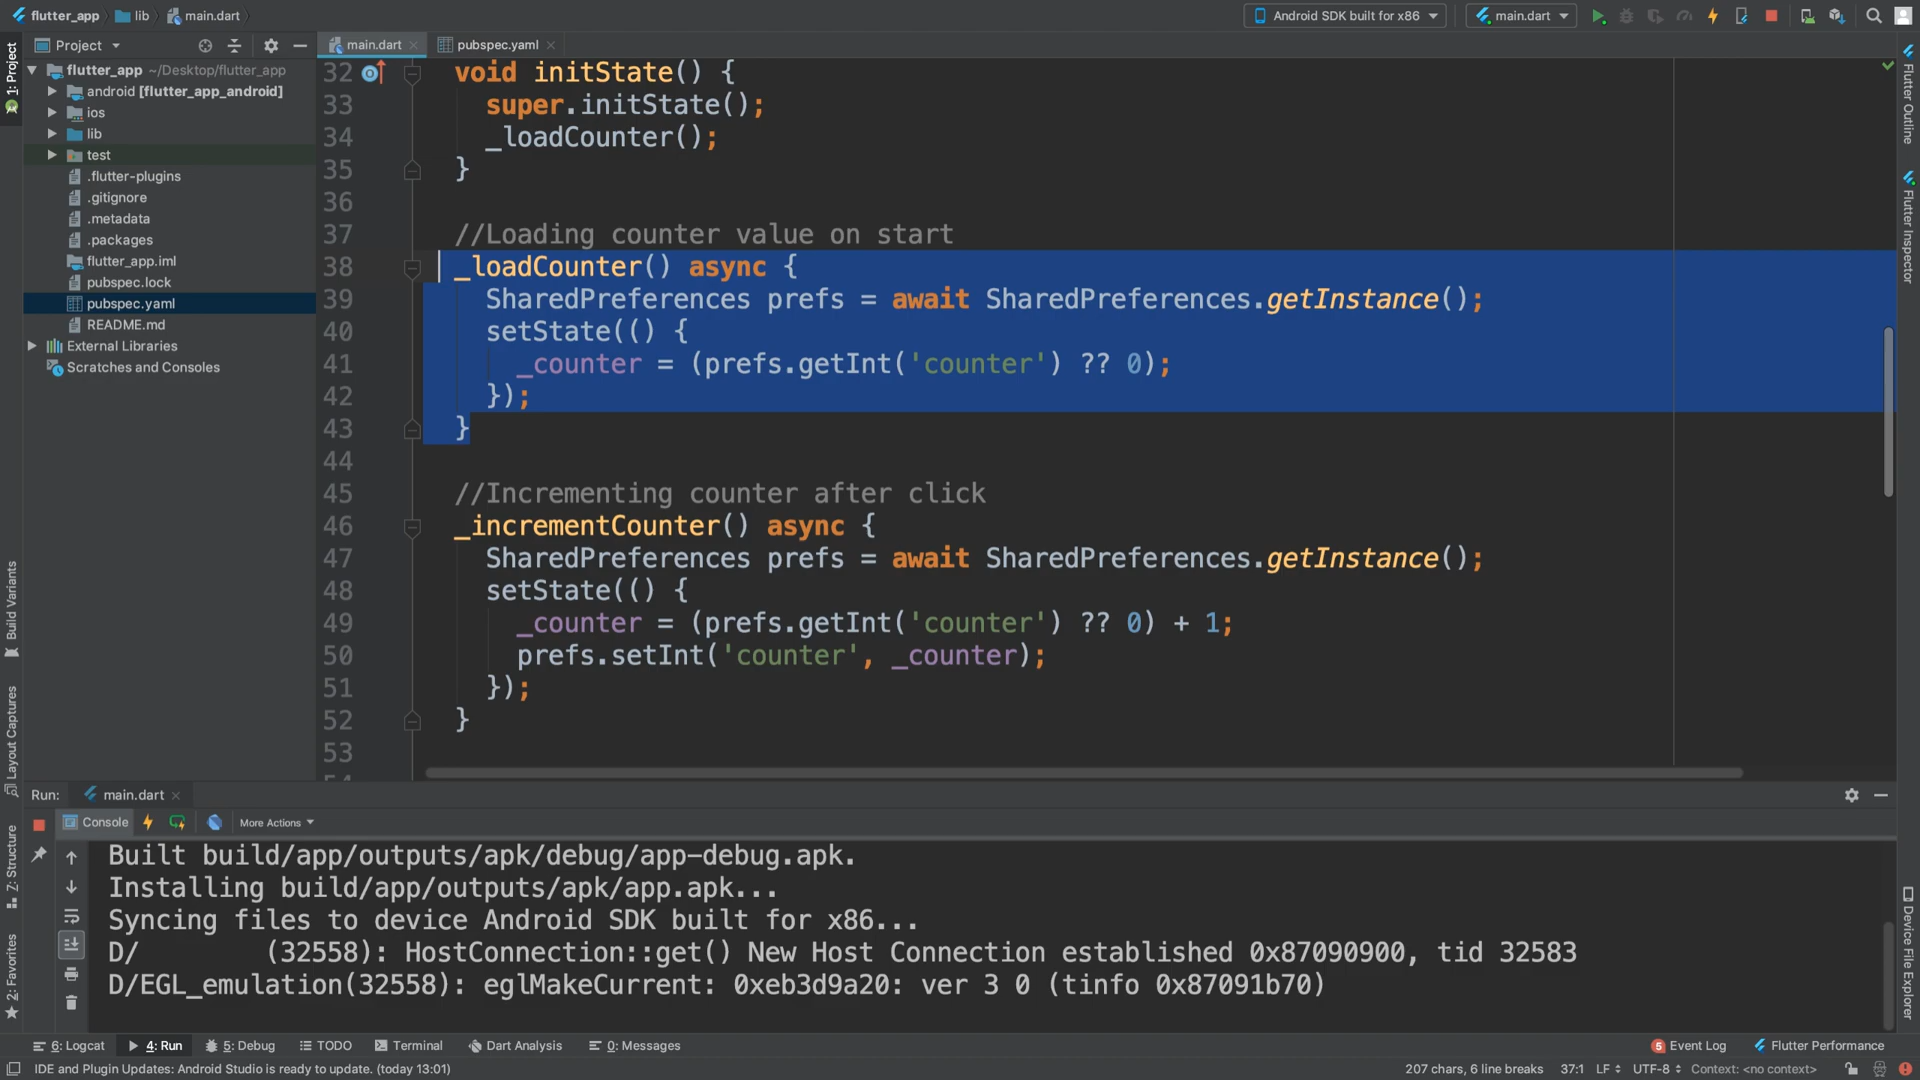 flutter_app lib main.dart Android SDK built for x86 main.dart
1: Project
Project
main.dart
pubspec.yaml
flutter_app ~/Desktop/flutter_app
android [flutter_app_android]
ios
lib
test
.flutter-plugins
.gitignore
.metadata
.packages
flutter_app.iml
pubspec.lock
pubspec.yaml
README.md
External Libraries
Scratches and Consoles
32 void initState() {
33 super.initState();
34 _loadCounter();
35 }
36
37 //Loading counter value on start
38 _loadCounter() async {
39 SharedPreferences prefs = await SharedPreferences.getInstance();
40 setState(() {
41 _counter = (prefs.getInt('counter') ?? 0);
42 });
43 }
44
45 //Incrementing counter after click
46 _incrementCounter() async {
47 SharedPreferences prefs = await SharedPreferences.getInstance();
48 setState(() {
49 _counter = (prefs.getInt('counter') ?? 0) + 1;
50 prefs.setInt('counter', _counter);
51 });
52 }
53
Flutter Outline
Flutter Inspector
Device File Explorer
Build Variants
Layout Captures
Z: Structure
2: Favorites
Run: main.dart
Console More Actions
Built build/app/outputs/apk/debug/app-debug.apk.
Installing build/app/outputs/apk/app.apk...
Syncing files to device Android SDK built for x86...
D/ (32558): HostConnection::get() New Host Connection established 0x87090900, tid 32583
D/EGL_emulation(32558): eglMakeCurrent: 0xeb3d9a20: ver 3 0 (tinfo 0x87091b70)
6: Logcat 4: Run 5: Debug TODO Terminal Dart Analysis 0: Messages 5 Event Log Flutter Performance
IDE and Plugin Updates: Android Studio is ready to update. (today 13:01) 207 chars, 6 line breaks 37:1 LF UTF-8 Context: <no context>